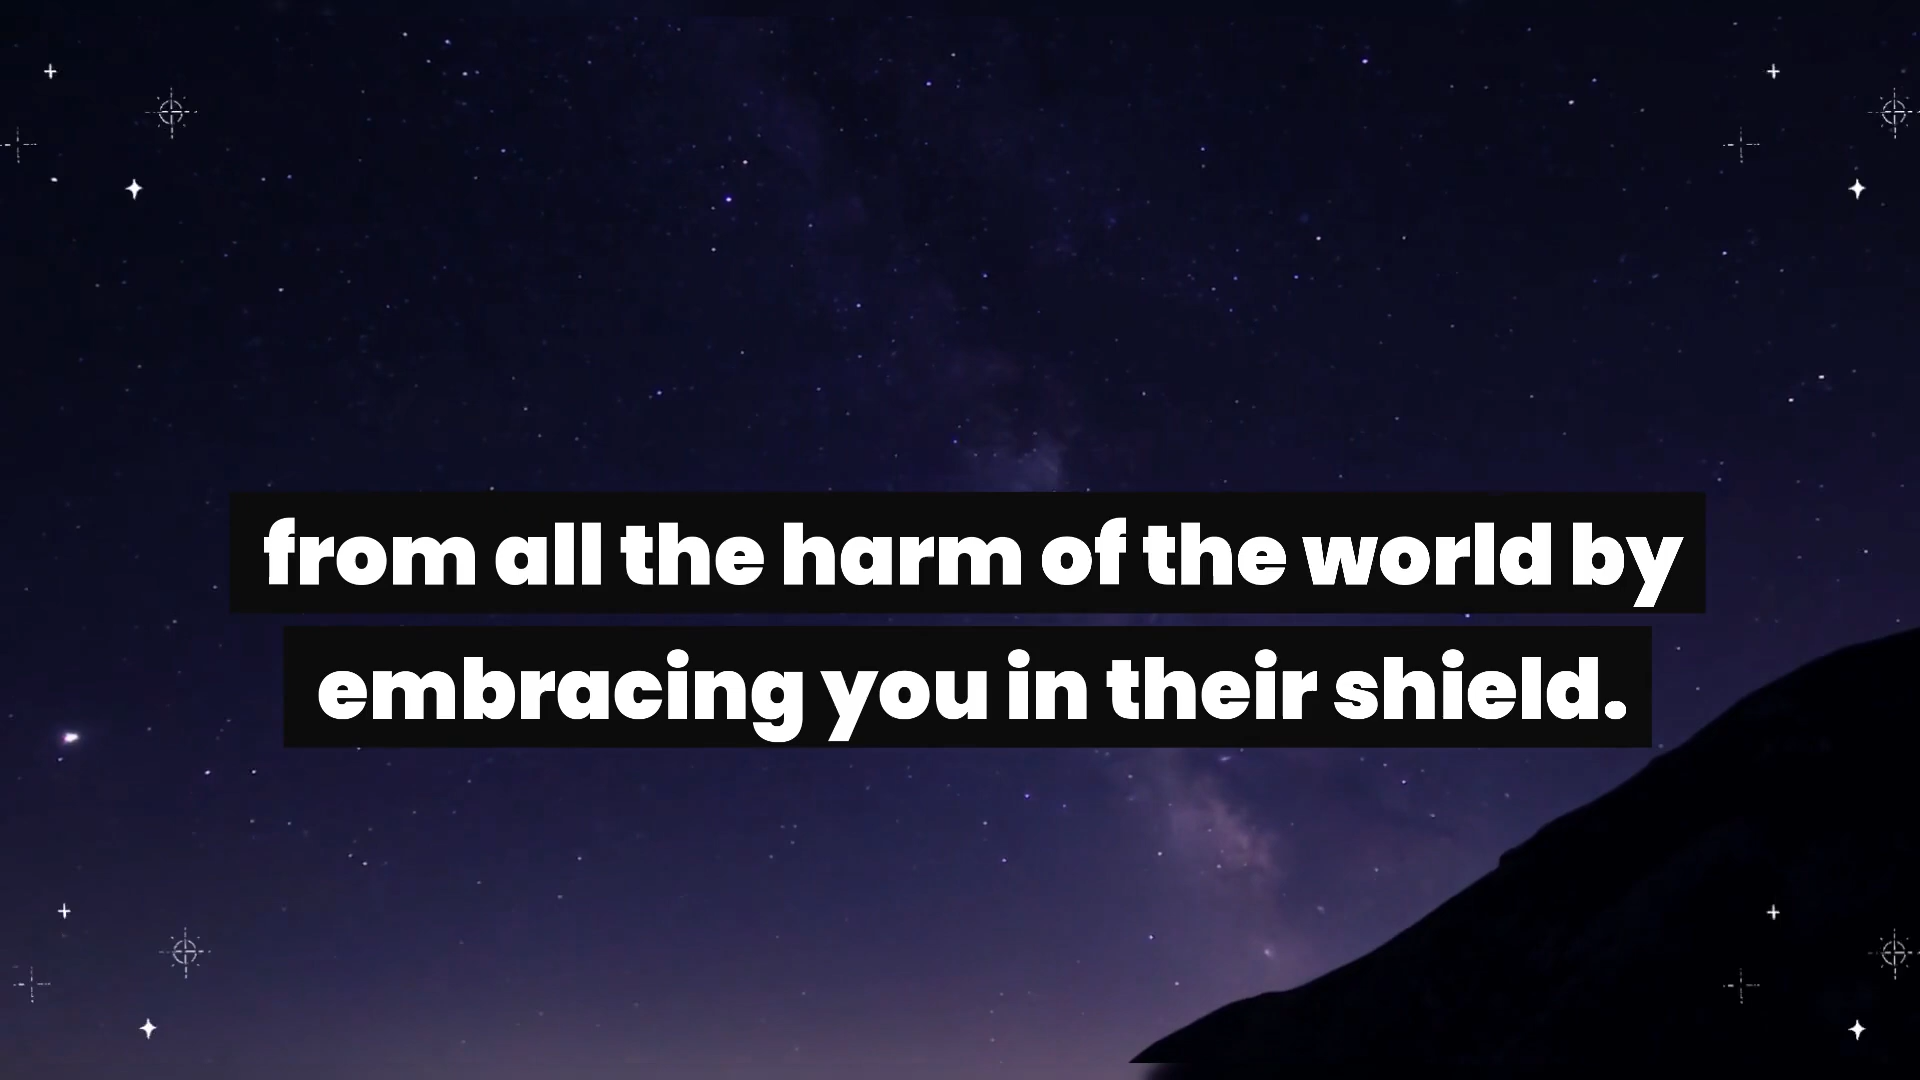 from all the harm of the world by
embracing you in their shield.